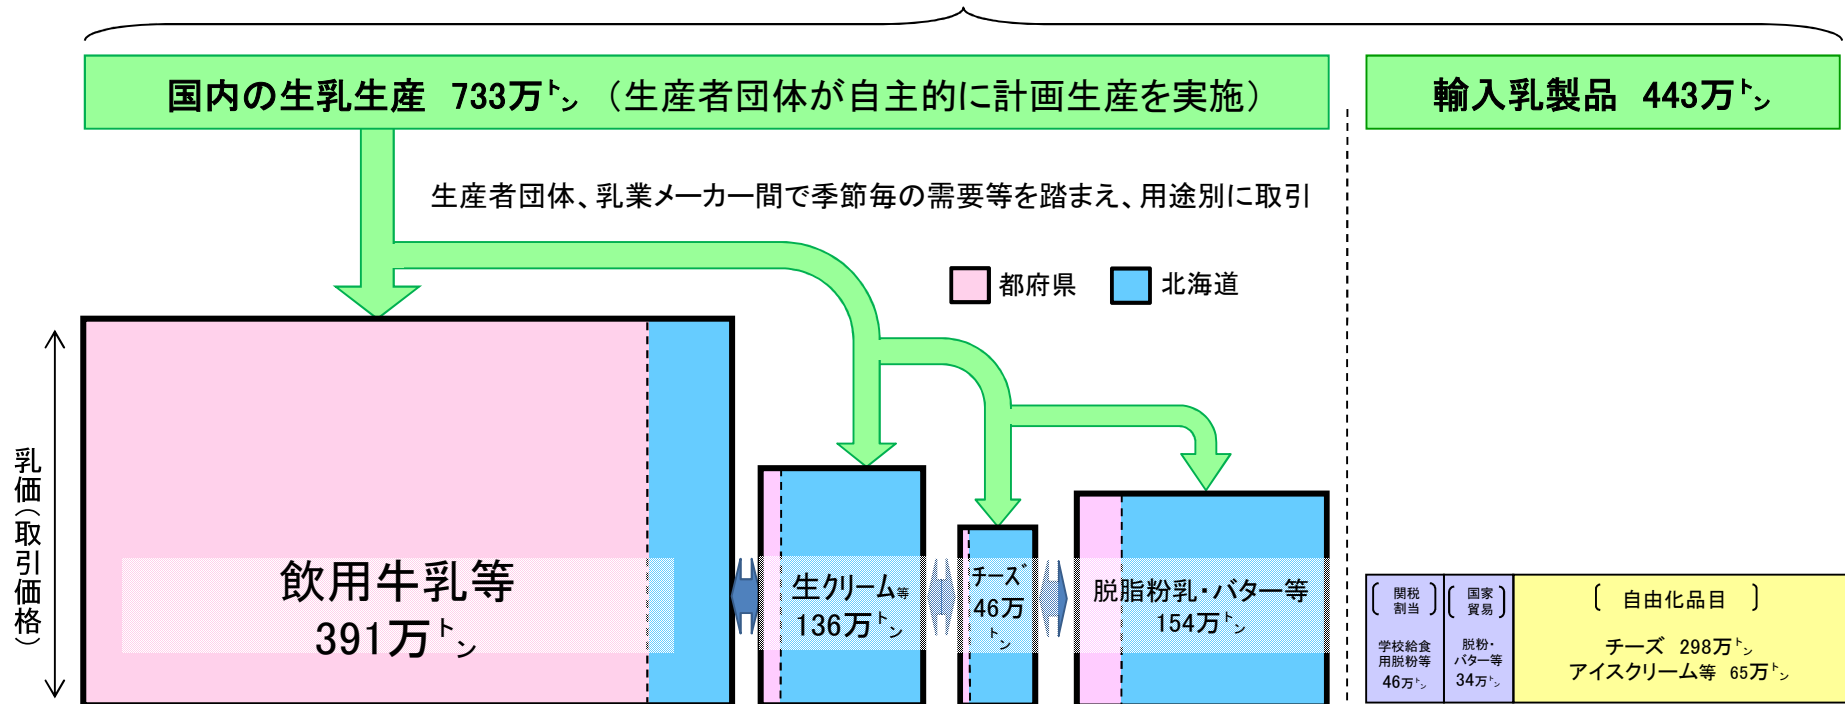 国内の生乳生産 733万㌧ （生産者団体が自主的に計画生産を実施）
輸入乳製品 443万㌧
生産者団体、乳業メーカー間で季節毎の需要等を踏まえ、用途別に取引
都府県
北海道
乳価（取引価格）
飲用牛乳等
391万㌧
生クリーム等
136万㌧
チーズ
46万
㌧
脱脂粉乳・バター等
154万㌧
〔関税
割当〕
学校給食
用脱粉等
46万㌧
〔国家
貿易〕
脱粉・
バター等
34万㌧
〔 自由化品目 〕
チーズ 298万㌧
アイスクリーム等 65万㌧